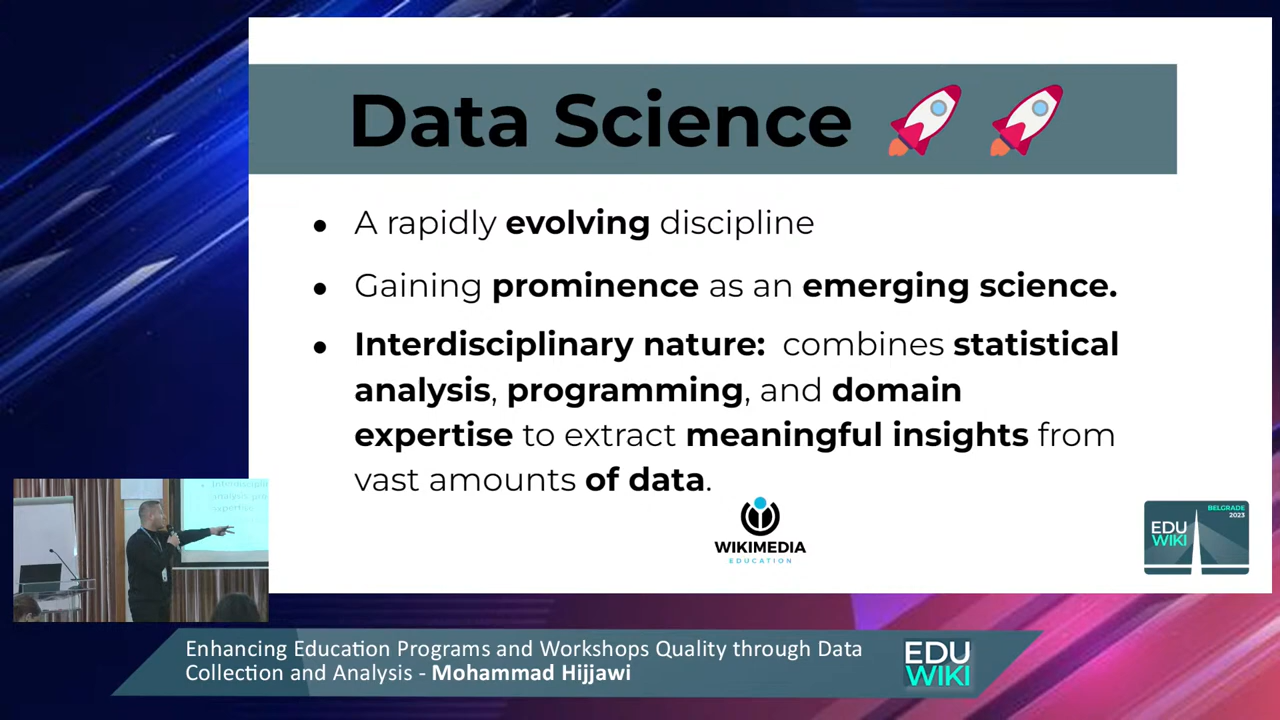 Data Science
• A rapidly evolving discipline
• Gaining prominence as an emerging science.
• Interdisciplinary nature: combines statistical
analysis, programming, and domain
expertise to extract meaningful insights from
vast amounts of data.
WIKIMEDIA
EDUCATION
BELGRADE
2023
EDU
WIKI
Enhancing Education Programs and Workshops Quality through Data
Collection and Analysis - Mohammad Hijjawi
EDU
WIKI